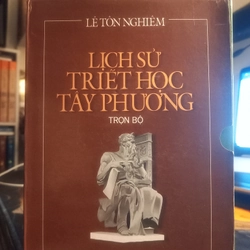 LÊ TÔN NGHIÊM
LỊCH SỬ
TRIẾT HỌC
TÂY PHƯƠNG
TRỌN BỘ